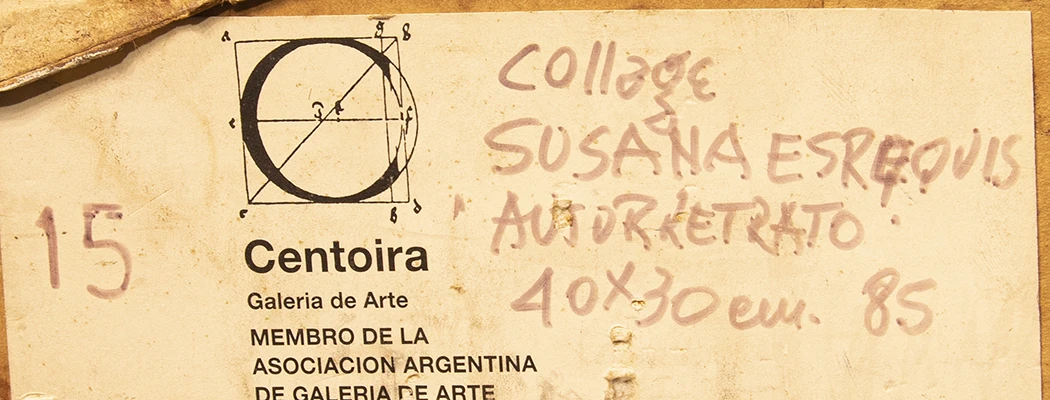 15
Centoira
Galeria de Arte
MEMBRO DE LA
ASOCIACION ARGENTINA
DE GALERIA DE ARTE
Collage
SUSANA ESREQUIS
"AUTORRETRATO"
40X30 cm. 85